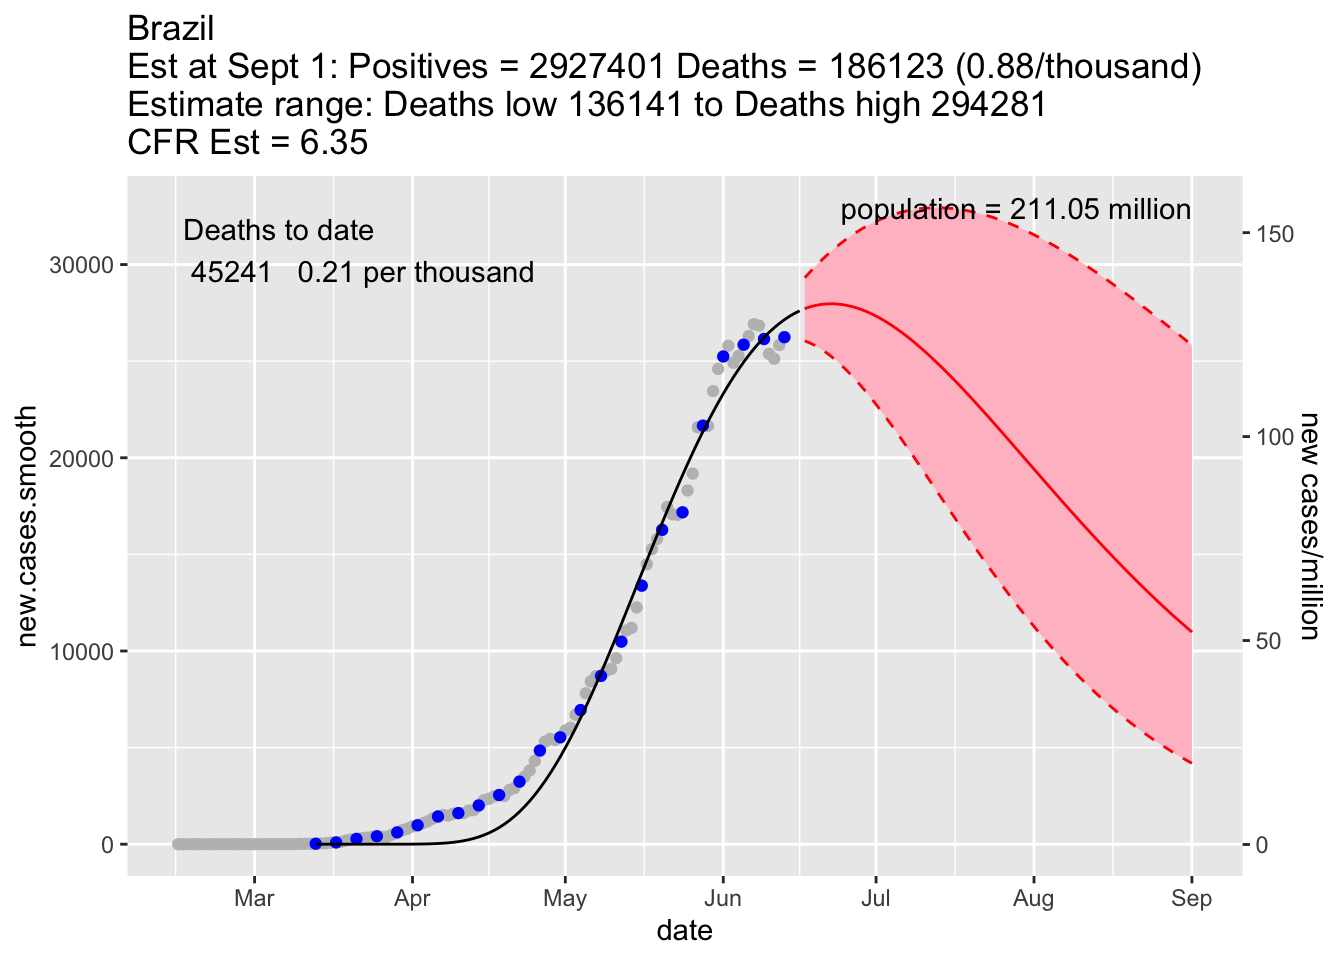 Brazil
Est at Sept 1: Positives = 2927401 Deaths = 186123 (0.88/thousand)
Estimate range: Deaths low 136141 to Deaths high 294281
CFR Est = 6.35
population = 211.05 million
Deaths to date
45241 0.21 per thousand
30000
20000
10000
0
new.cases.smooth
150
100
50
0
new cases/million
Mar Apr May Jun Jul Aug Sep
date